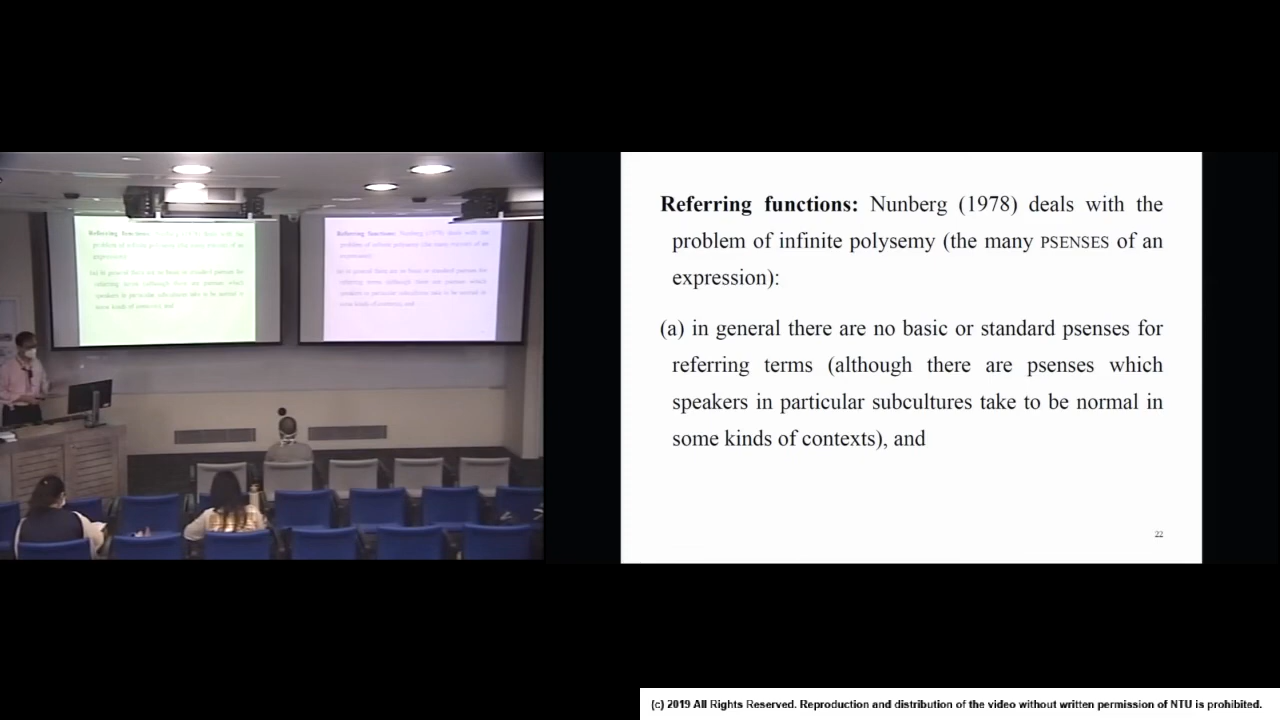 Referring functions: Nunberg (1978) deals with the
problem of infinite polysemy (the many PSENSES of an
expression):
(a) in general there are no basic or standard psenses for
referring terms (although there are psenses which
speakers in particular subcultures take to be normal in
some kinds of contexts), and
22
(c) 2019 All Rights Reserved. Reproduction and distribution of the video without written permission of NTU is prohibited.